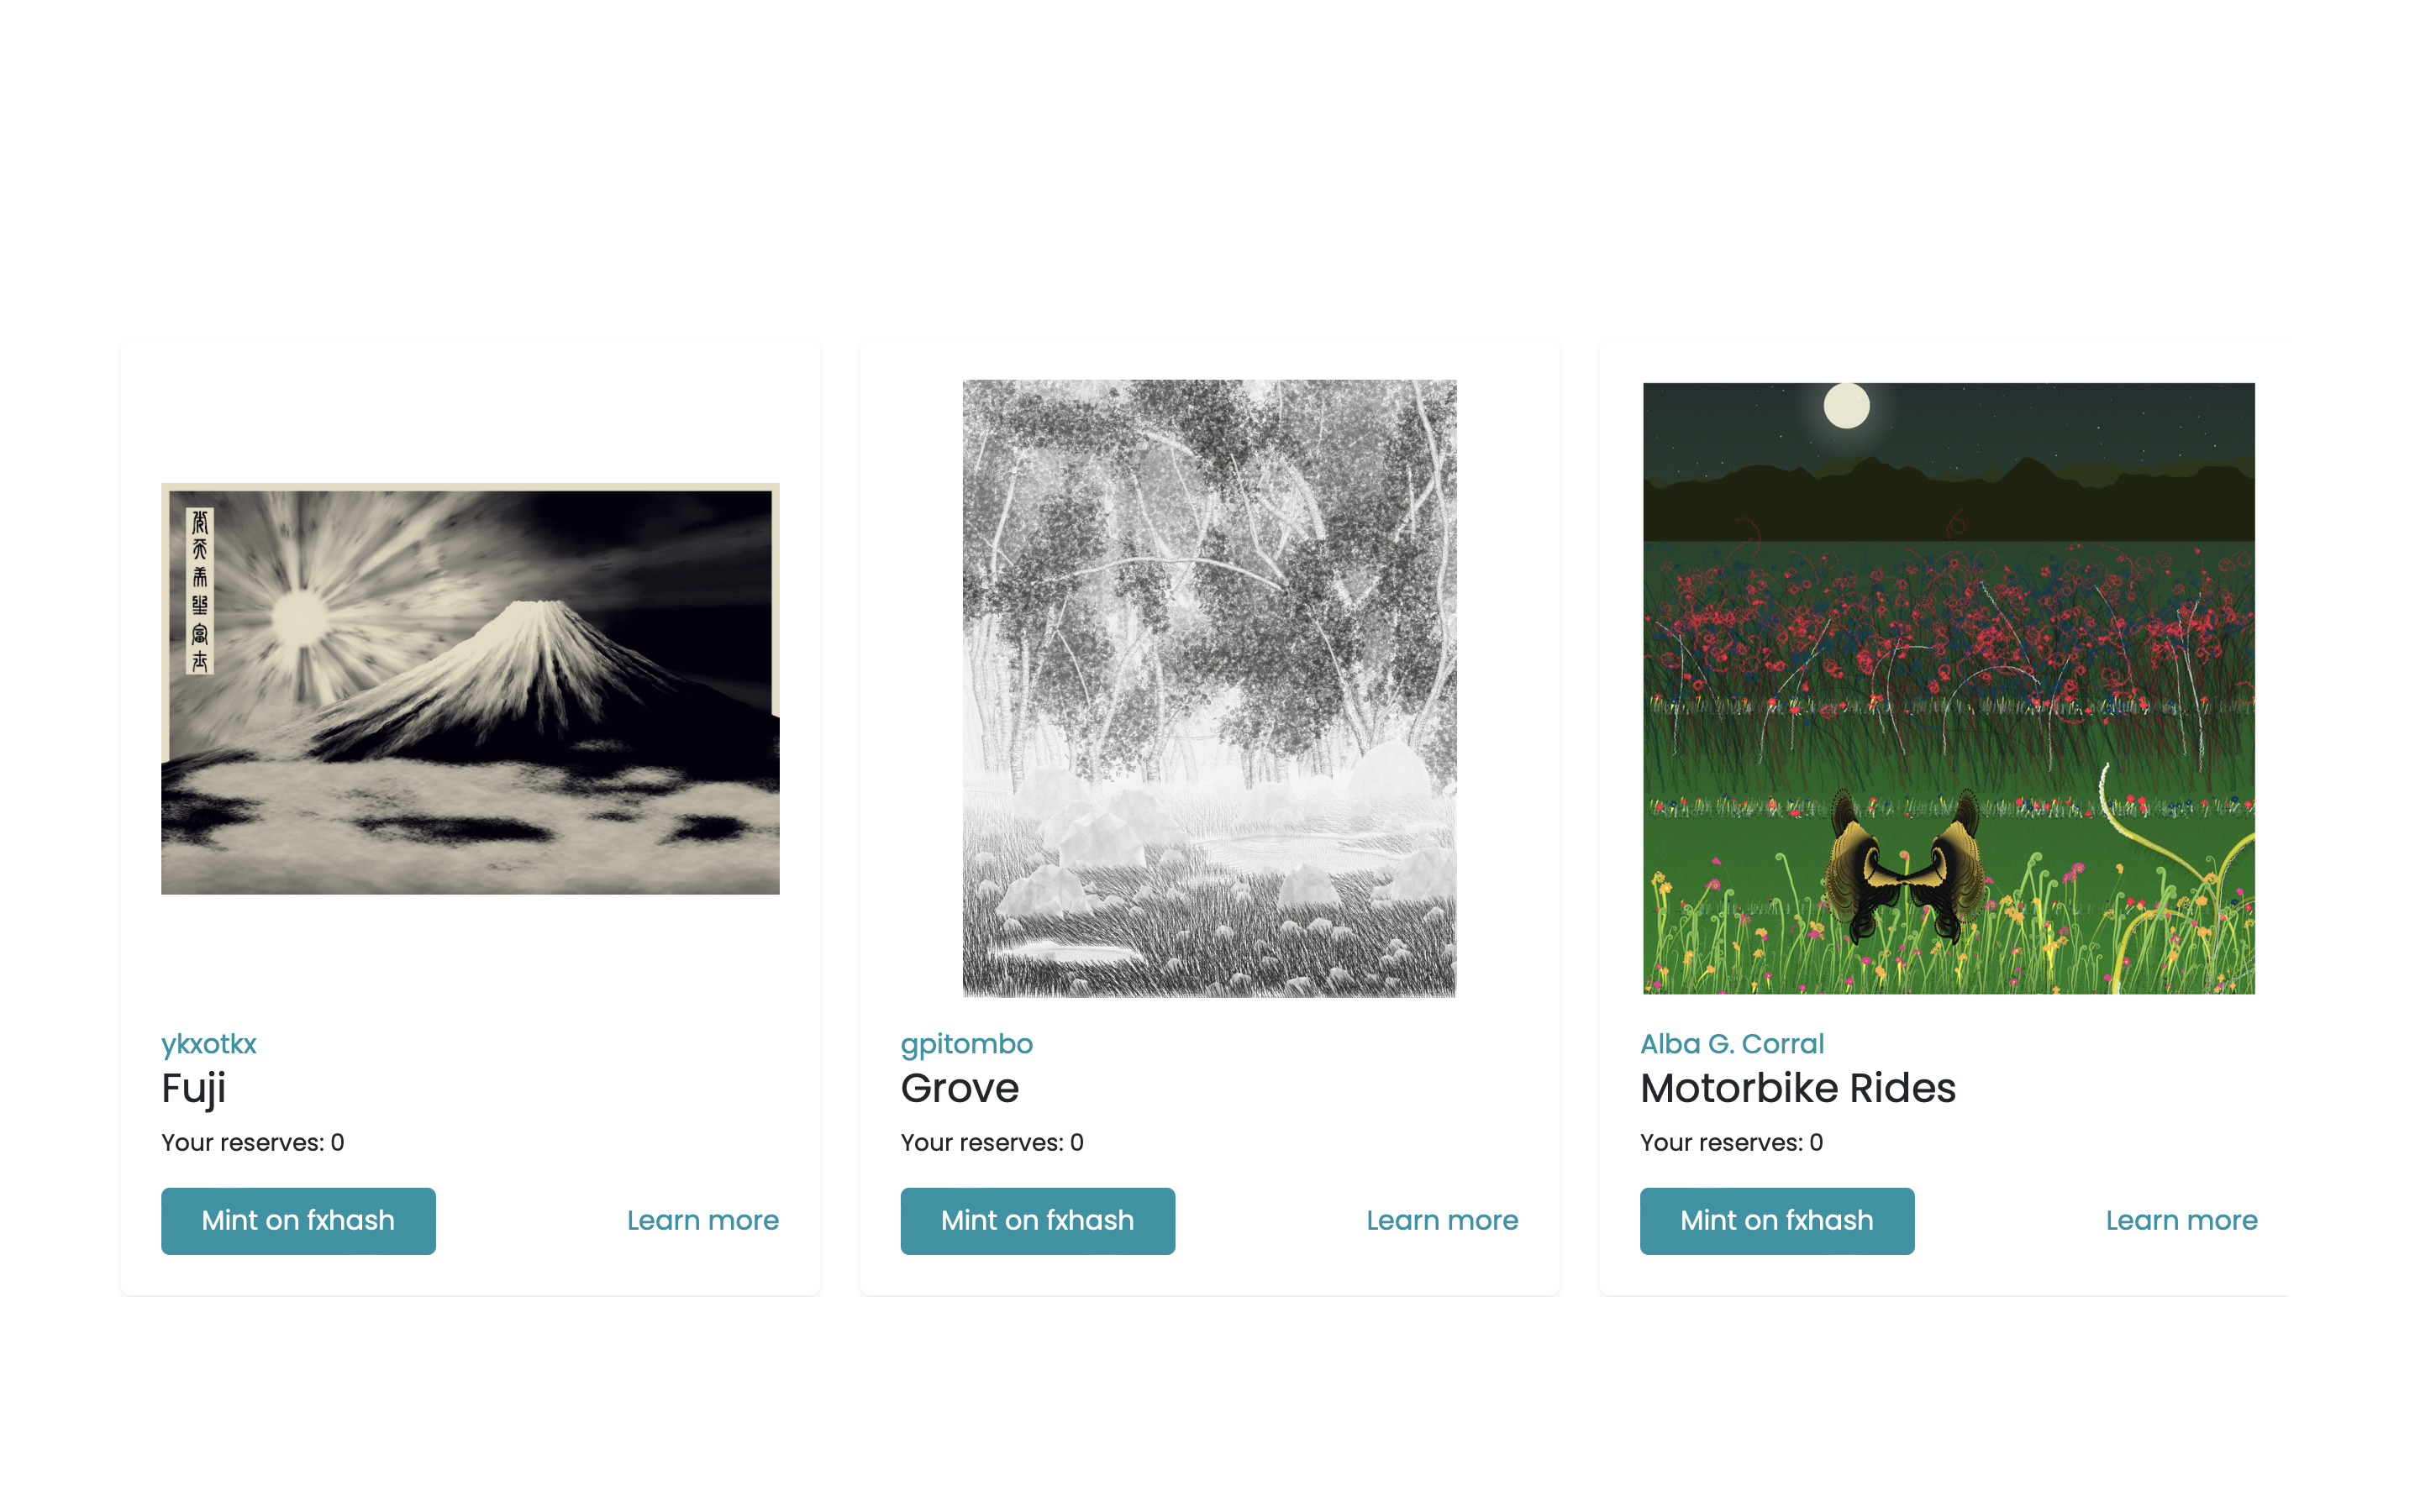 ykxotkx
Fuji
Your reserves: 0
Mint on fxhash
Learn more
gpitombo
Grove
Your reserves: 0
Mint on fxhash
Learn more
Alba G. Corral
Motorbike Rides
Your reserves: 0
Mint on fxhash
Learn more